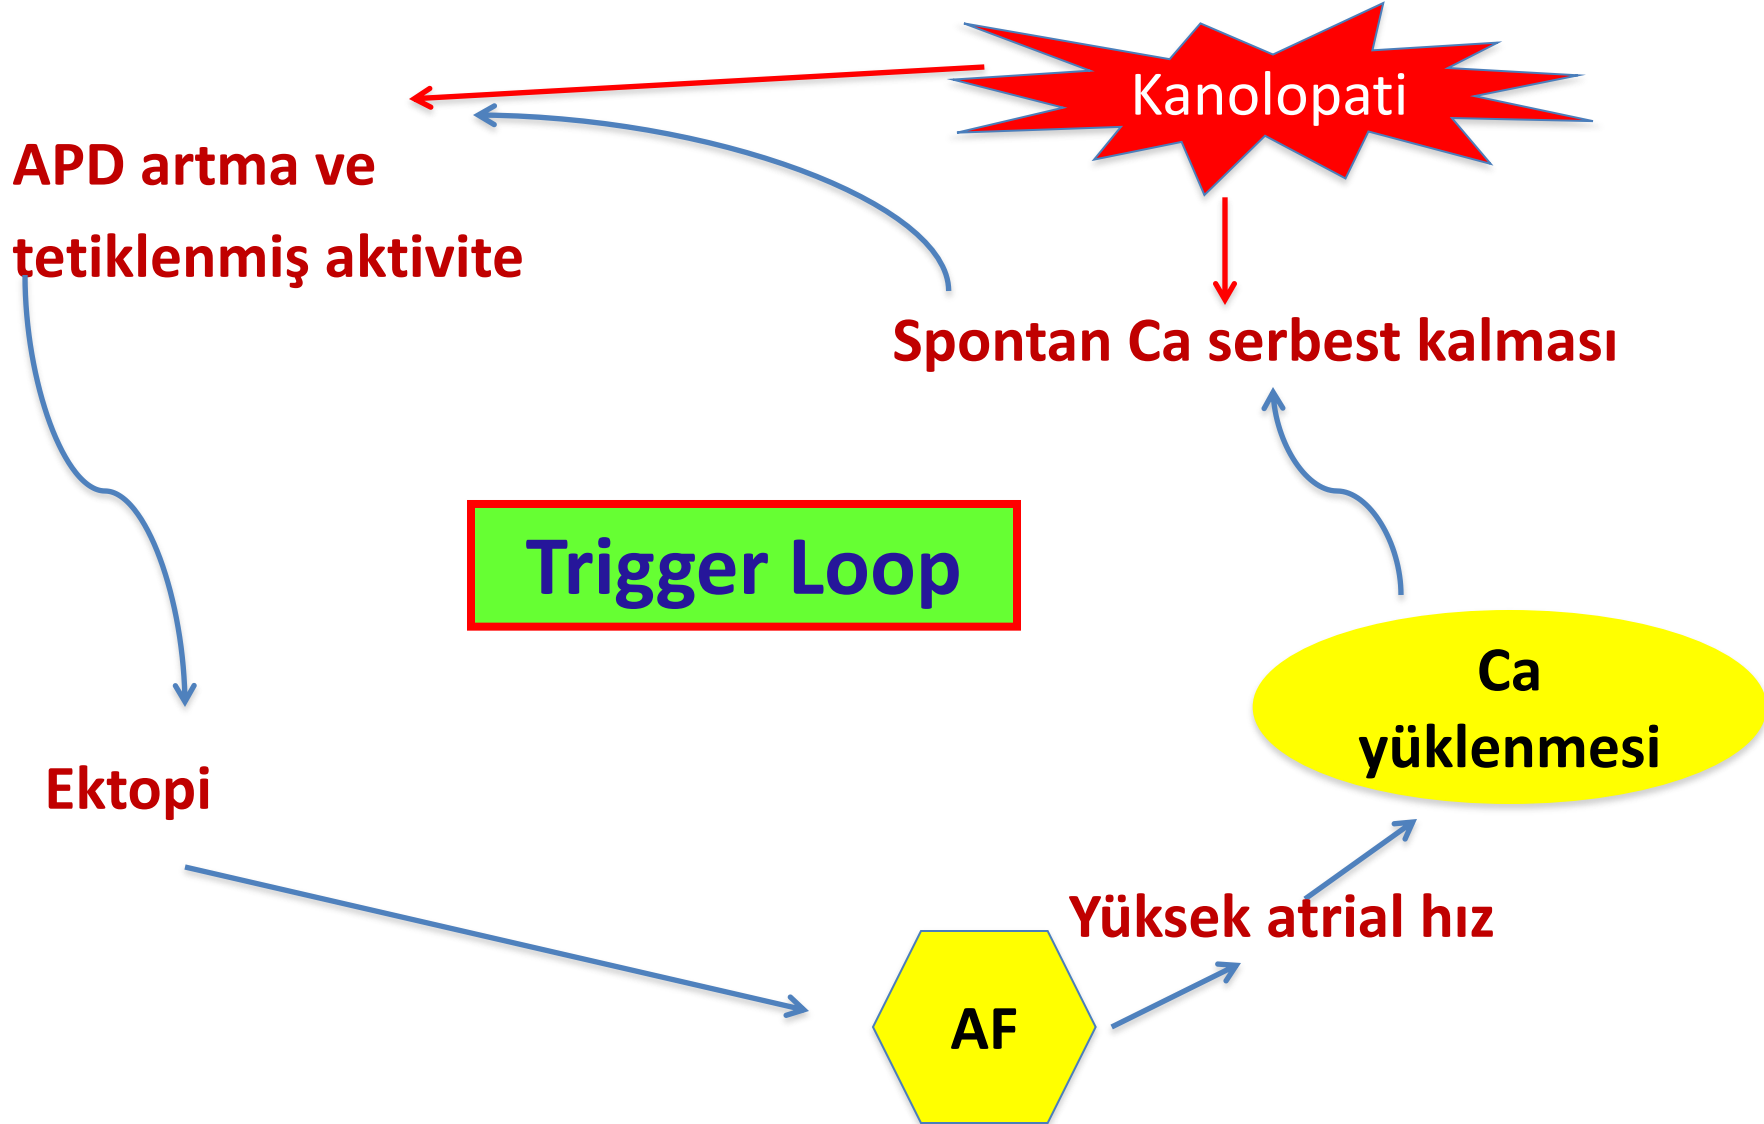 Kanolopati
APD artma ve
tetiklenmiş aktivite
Spontan Ca serbest kalması
Trigger Loop
Ca
yüklenmesi
Ektopi
Yüksek atrial hız
AF